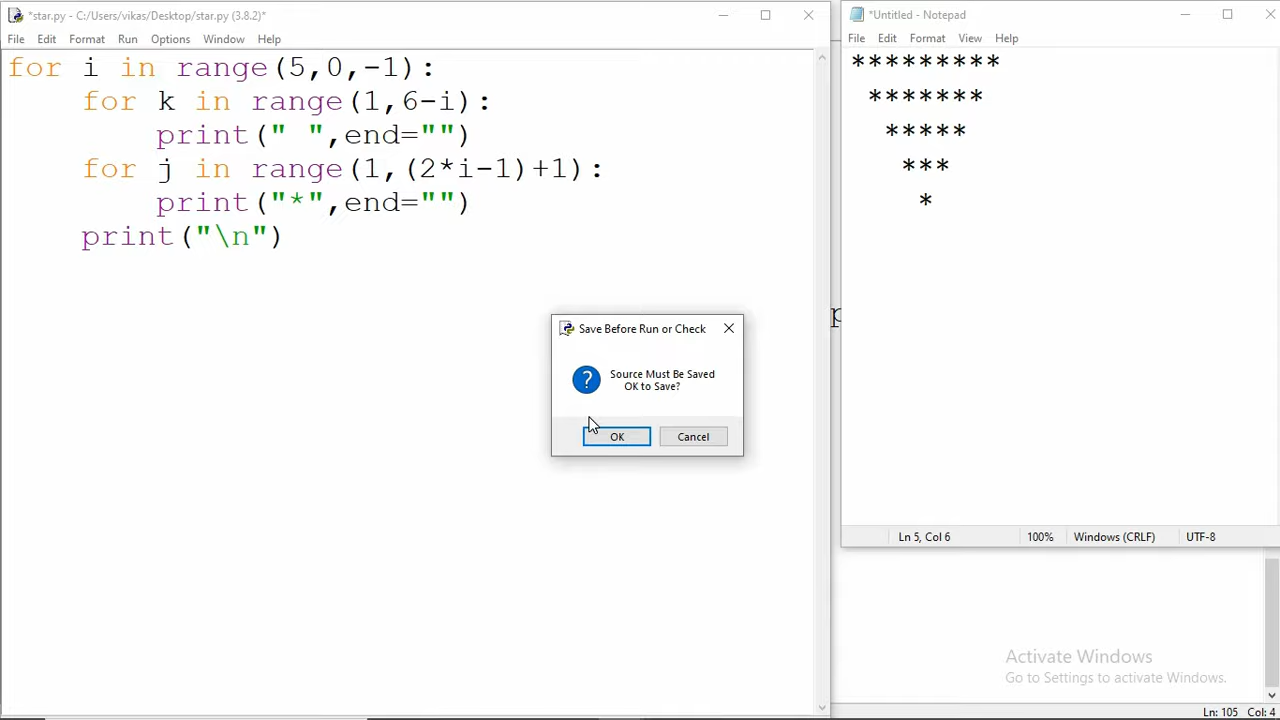 *star.py - C:/Users/vikas/Desktop/star.py (3.8.2)*
File Edit Format Run Options Window Help
for i in range(5,0,-1):
    for k in range(1,6-i):
        print(" ",end="")
    for j in range(1,(2*i-1)+1):
        print("*",end="")
    print("\n")
Save Before Run or Check
Source Must Be Saved
OK to Save?
OK Cancel
*Untitled - Notepad
File Edit Format View Help
*********
 *******
  *****
   ***
    *
Ln 5, Col 6 100% Windows (CRLF) UTF-8
Activate Windows
Go to Settings to activate Windows.
Ln: 105 Col: 4